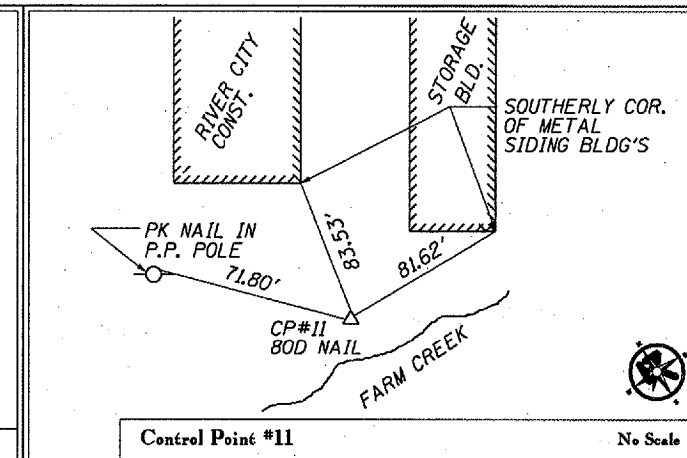 RIVER CITY
CONST.
STORAGE
BLD.
SOUTHERLY COR.
OF METAL
SIDING BLDG'S
PK NAIL IN
P.P. POLE
71.80'
83.53'
81.62'
CP#11
80D NAIL
FARM CREEK
Control Point #11
No Scale